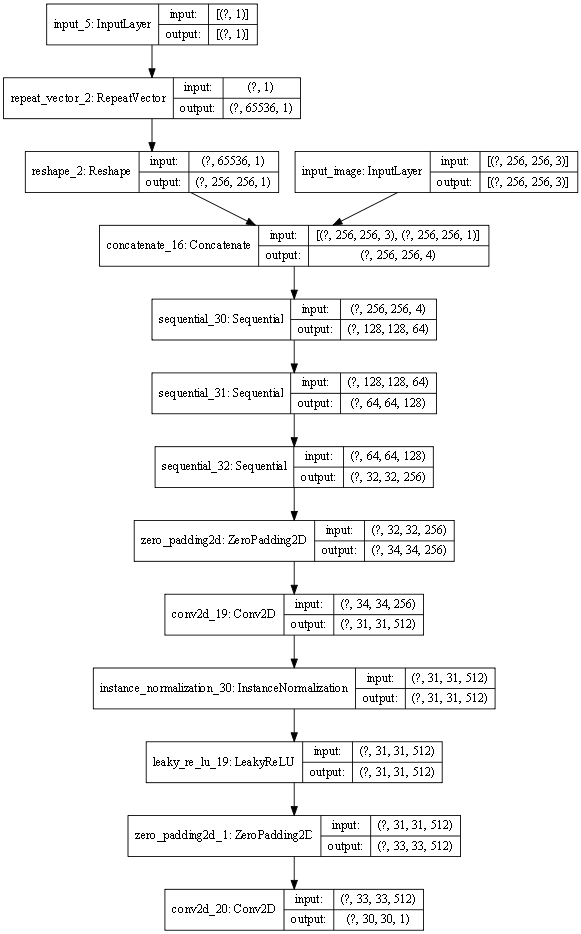 input_5: InputLayer
input: [(?, 1)]
output: [(?, 1)]
repeat_vector_2: RepeatVector
input: (?, 1)
output: (?, 65536, 1)
reshape_2: Reshape
input: (?, 65536, 1)
output: (?, 256, 256, 1)
input_image: InputLayer
input: [(?, 256, 256, 3)]
output: [(?, 256, 256, 3)]
concatenate_16: Concatenate
input: [(?, 256, 256, 3), (?, 256, 256, 1)]
output: (?, 256, 256, 4)
sequential_30: Sequential
input: (?, 256, 256, 4)
output: (?, 128, 128, 64)
sequential_31: Sequential
input: (?, 128, 128, 64)
output: (?, 64, 64, 128)
sequential_32: Sequential
input: (?, 64, 64, 128)
output: (?, 32, 32, 256)
zero_padding2d: ZeroPadding2D
input: (?, 32, 32, 256)
output: (?, 34, 34, 256)
conv2d_19: Conv2D
input: (?, 34, 34, 256)
output: (?, 31, 31, 512)
instance_normalization_30: InstanceNormalization
input: (?, 31, 31, 512)
output: (?, 31, 31, 512)
leaky_re_lu_19: LeakyReLU
input: (?, 31, 31, 512)
output: (?, 31, 31, 512)
zero_padding2d_1: ZeroPadding2D
input: (?, 31, 31, 512)
output: (?, 33, 33, 512)
conv2d_20: Conv2D
input: (?, 33, 33, 512)
output: (?, 30, 30, 1)